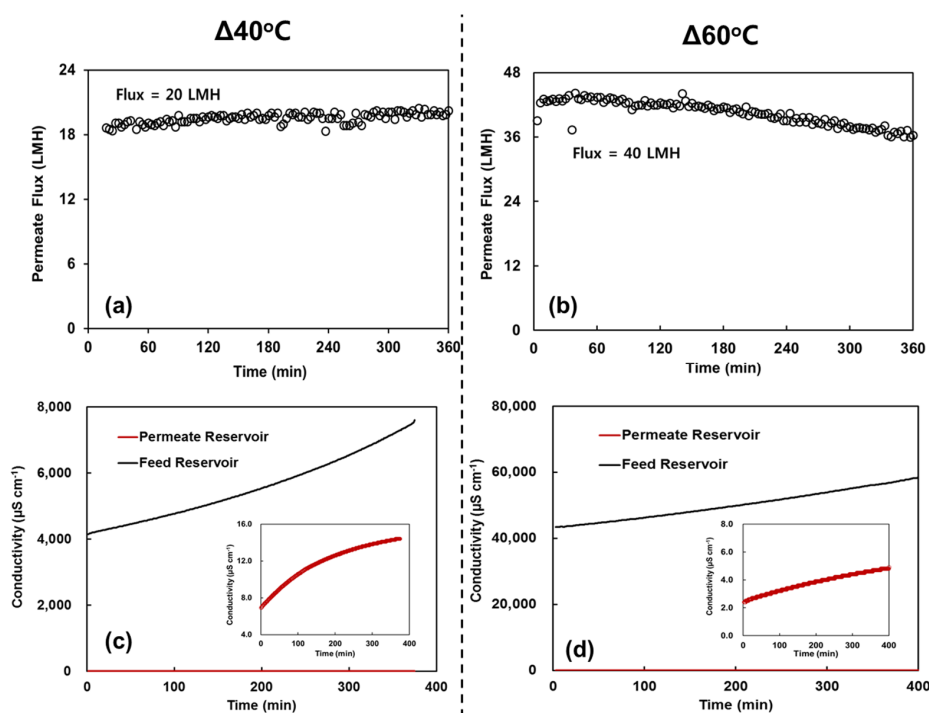 Δ40°C
Δ60°C
Permeate Flux (LMH)
24
18
12
6
0
Flux = 20 LMH
(a)
0 60 120 180 240 300 360
Time (min)
Permeate Flux (LMH)
48
36
24
12
0
Flux = 40 LMH
(b)
0 60 120 180 240 300 360
Time (min)
Conductivity (µS cm⁻¹)
8,000
6,000
4,000
2,000
0
Permeate Reservoir
Feed Reservoir
Conductivity (µS cm⁻¹)
16.0
12.0
8.0
4.0
0 100 200 300 400
Time (min)
(c)
0 100 200 300 400
Time (min)
Conductivity (µS cm⁻¹)
80,000
60,000
40,000
20,000
0
Permeate Reservoir
Feed Reservoir
Conductivity (µS cm⁻¹)
8.0
6.0
4.0
2.0
0.0
0 100 200 300 400
Time (min)
(d)
0 100 200 300 400
Time (min)